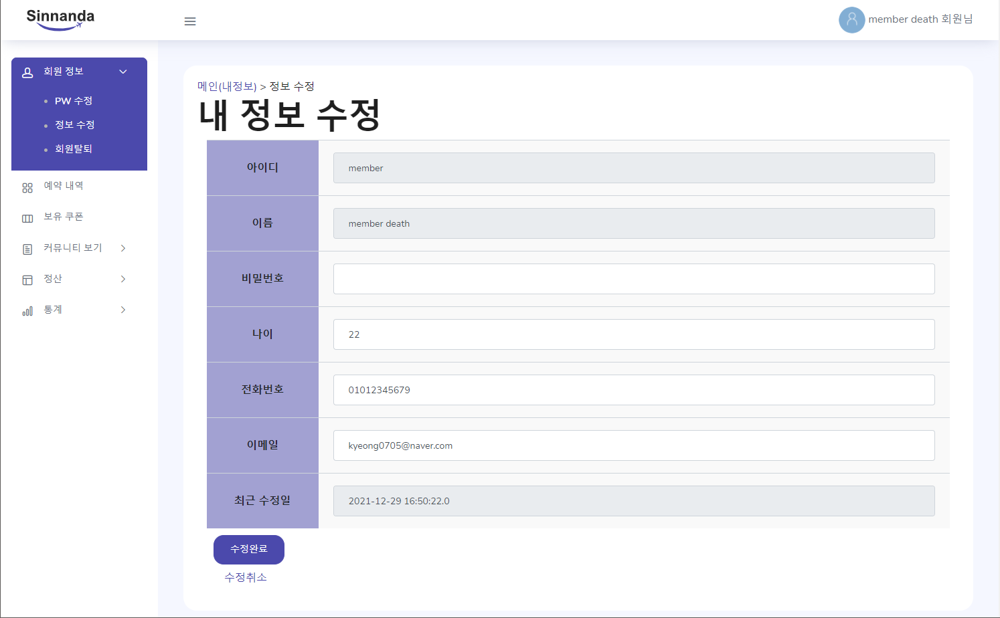 Sinnanda
member death 회원님
회원 정보
PW 수정
정보 수정
회원탈퇴
예약 내역
보유 쿠폰
커뮤니티 보기
정산
통계
메인(내정보) > 정보 수정
내 정보 수정
아이디 member
이름 member death
비밀번호
나이 22
전화번호 01012345679
이메일 kyeong0705@naver.com
최근 수정일 2021-12-29 16:50:22.0
수정완료
수정취소